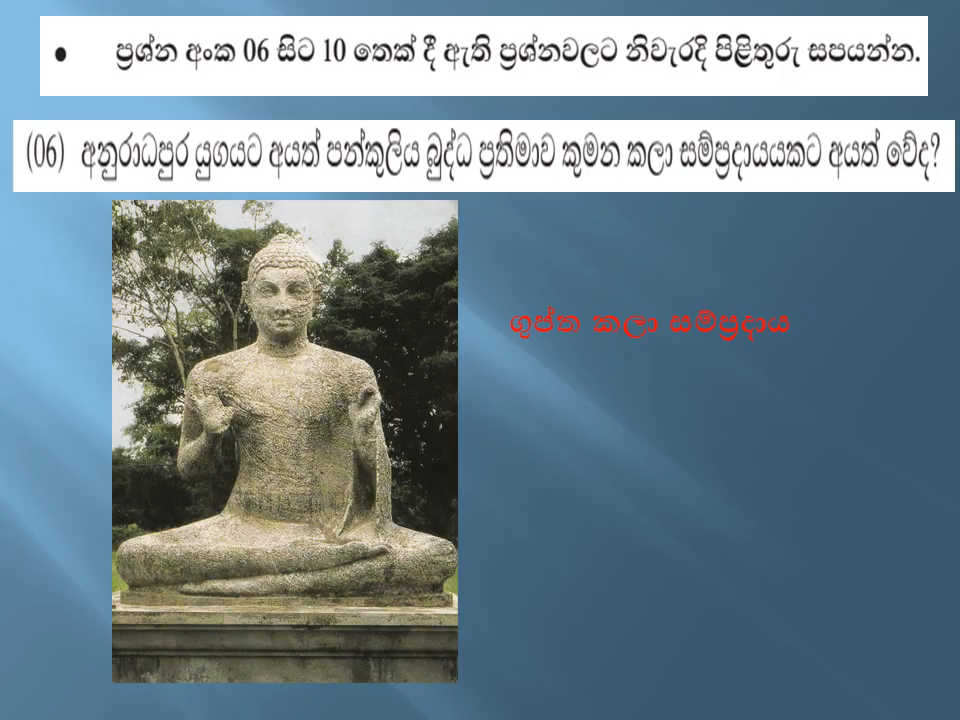 • ප්‍රශ්න අංක 06 සිට 10 තෙක් දී ඇති ප්‍රශ්නවලට නිවැරදි පිළිතුරු සපයන්න.
(06) අනුරාධපුර යුගයට අයත් පන්කුලිය බුද්ධ ප්‍රතිමාව කුමන කලා සම්ප්‍රදායයකට අයත් වේද?
ගුප්ත කලා සම්ප්‍රදාය